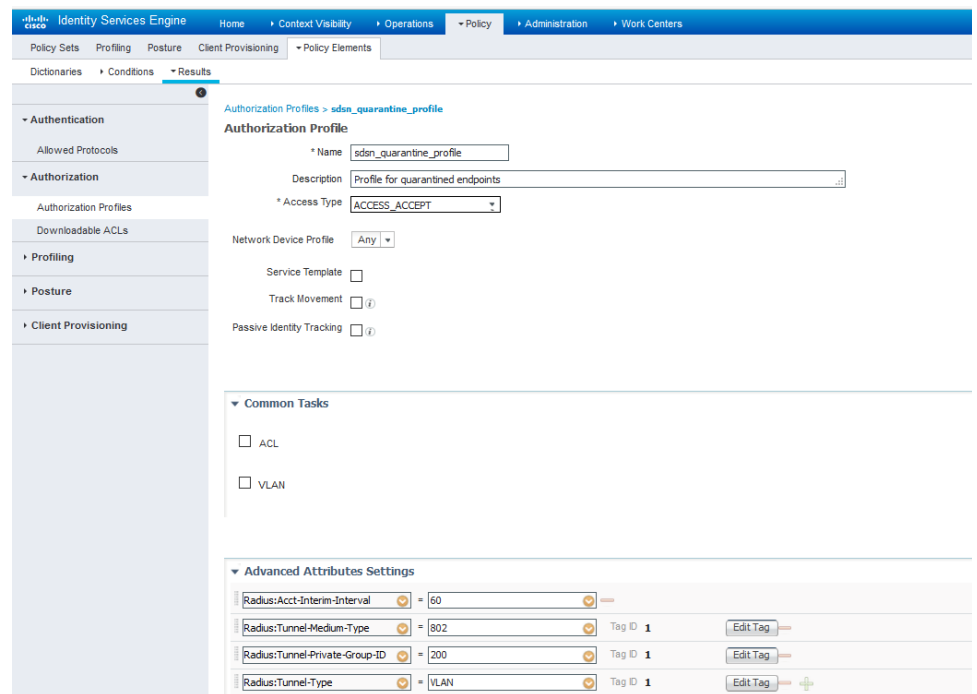 cisco Identity Services Engine Home Context Visibility Operations Policy Administration Work Centers
Policy Sets Profiling Posture Client Provisioning Policy Elements
Dictionaries Conditions Results
Authentication
Allowed Protocols
Authorization
Authorization Profiles
Downloadable ACLs
Profiling
Posture
Client Provisioning
Authorization Profiles > sdsn_quarantine_profile
Authorization Profile
* Name sdsn_quarantine_profile
Description Profile for quarantined endpoints
* Access Type ACCESS_ACCEPT
Network Device Profile Any
Service Template
Track Movement i
Passive Identity Tracking i
Common Tasks
ACL
VLAN
Advanced Attributes Settings
Radius:Acct-Interim-Interval = 60
Radius:Tunnel-Medium-Type = 802 Tag ID 1 Edit Tag
Radius:Tunnel-Private-Group-ID = 200 Tag ID 1 Edit Tag
Radius:Tunnel-Type = VLAN Tag ID 1 Edit Tag